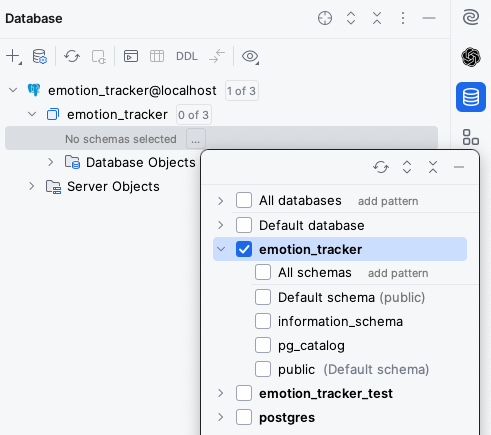 Database
DDL
emotion_tracker@localhost 1 of 3
emotion_tracker 0 of 3
No schemas selected ...
Database Objects
Server Objects
All databases add pattern
Default database
emotion_tracker
All schemas add pattern
Default schema (public)
information_schema
pg_catalog
public (Default schema)
emotion_tracker_test
postgres